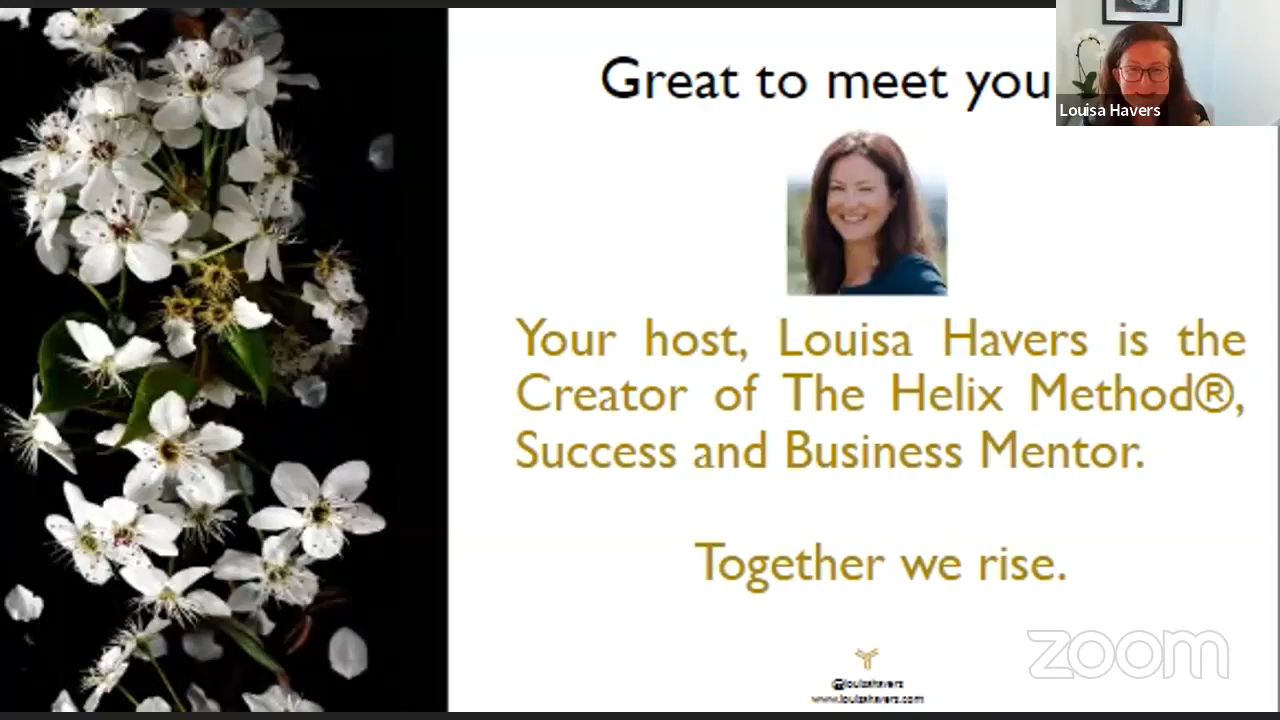 Great to meet you
Louisa Havers
Your host, Louisa Havers is the
Creator of The Helix Method®,
Success and Business Mentor.
Together we rise.
zoom
@louisahavers
www.louisahavers.com